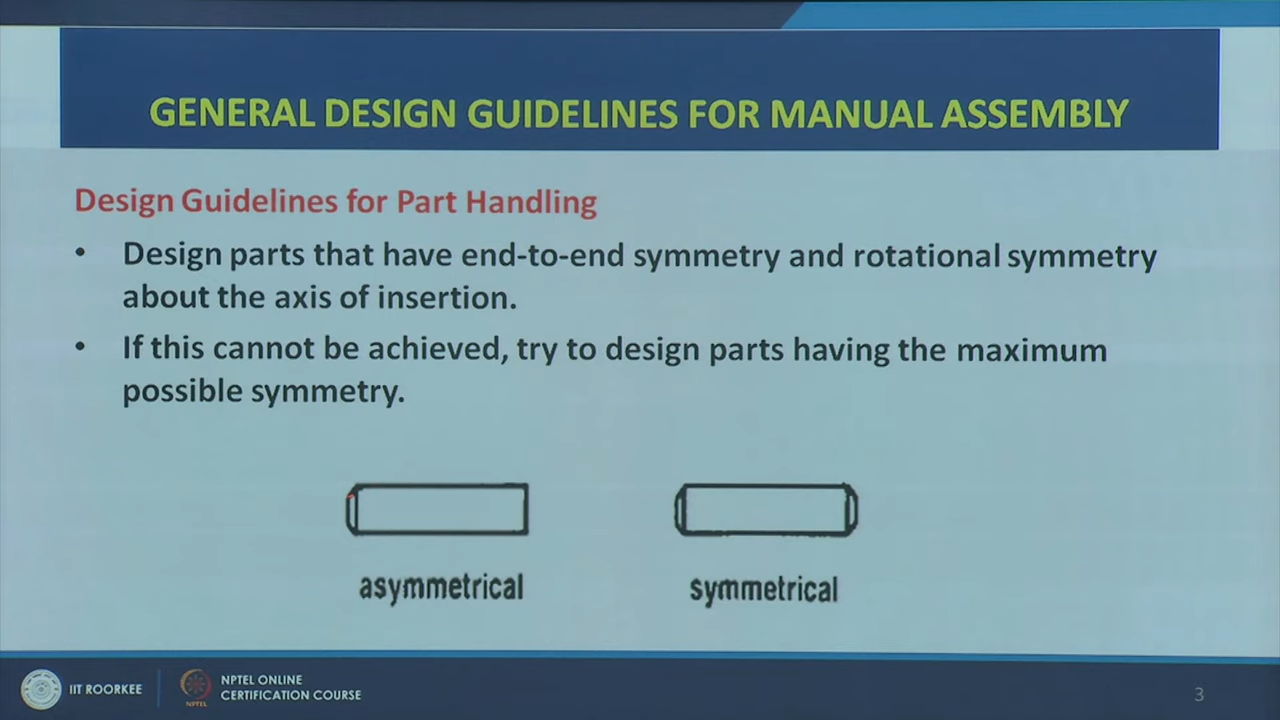 GENERAL DESIGN GUIDELINES FOR MANUAL ASSEMBLY
Design Guidelines for Part Handling
• Design parts that have end-to-end symmetry and rotational symmetry
about the axis of insertion.
• If this cannot be achieved, try to design parts having the maximum
possible symmetry.
asymmetrical
symmetrical
IIT ROORKEE
NPTEL ONLINE
CERTIFICATION COURSE
NPTEL
3